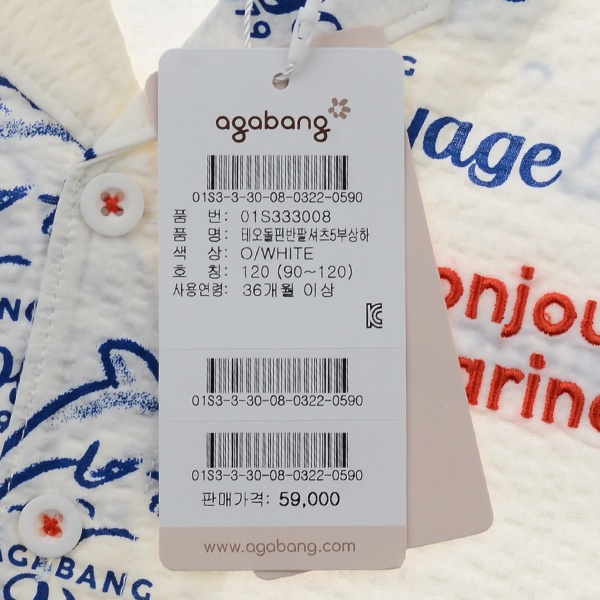 agabang
yage
01S3-3-30-08-0322-0590
품 번: 01S333008
품 명: 테오돌핀반팔셔츠5부상하
색 상: O/WHITE
호 칭: 120 (90~120)
사용연령: 36개월 이상
onjou
arine
01S3-3-30-08-0322-0590
01S3-3-30-08-0322-0590
판매가격: 59,000
www.agabang.com
AGABANG
AGABANG